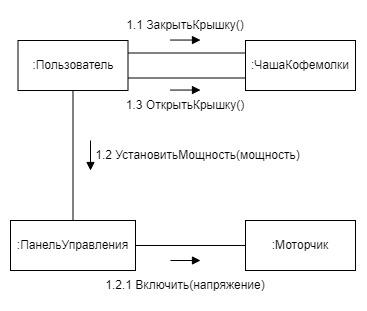 1.1 ЗакрытьКрышку()
:Пользователь
:ЧашаКофемолки
1.3 ОткрытьКрышку()
1.2 УстановитьМощность(мощность)
:ПанельУправления
:Моторчик
1.2.1 Включить(напряжение)